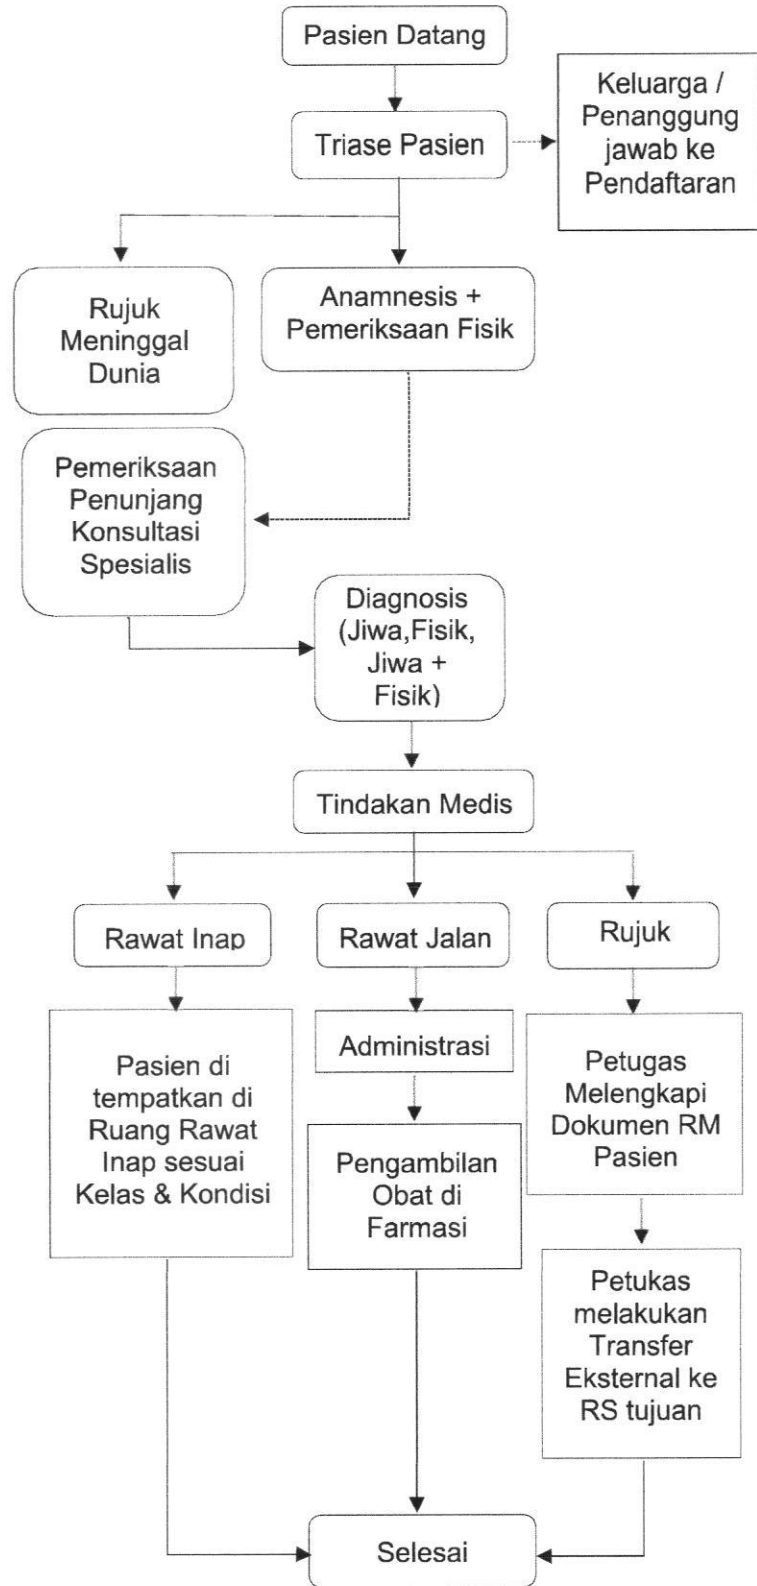 Pasien Datang
Triase Pasien
Keluarga /
Penanggung
jawab ke
Pendaftaran
Rujuk
Meninggal
Dunia
Anamnesis +
Pemeriksaan Fisik
Pemeriksaan
Penunjang
Konsultasi
Spesialis
Diagnosis
(Jiwa,Fisik,
Jiwa +
Fisik)
Tindakan Medis
Rawat Inap
Rawat Jalan
Rujuk
Pasien di
tempatkan di
Ruang Rawat
Inap sesuai
Kelas & Kondisi
Administrasi
Pengambilan
Obat di
Farmasi
Petugas
Melengkapi
Dokumen RM
Pasien
Petukas
melakukan
Transfer
Eksternal ke
RS tujuan
Selesai